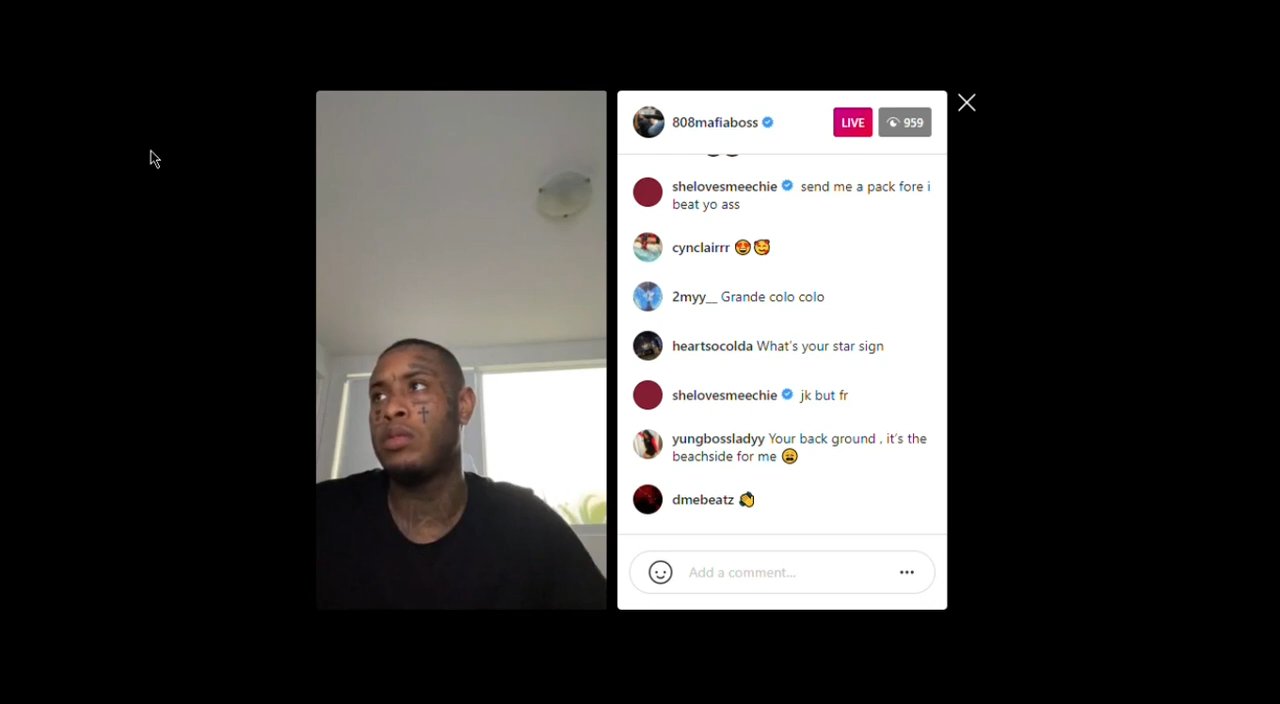 808mafiaboss
LIVE
959
shelovesmeechie send me a pack fore i
beat yo ass
cynclairrr 😍🥰
2myy__ Grande colo colo
heartsocolda What's your star sign
shelovesmeechie jk but fr
yungbossladyy Your back ground , it's the
beachside for me 😩
dmebeatz 👏
Add a comment...